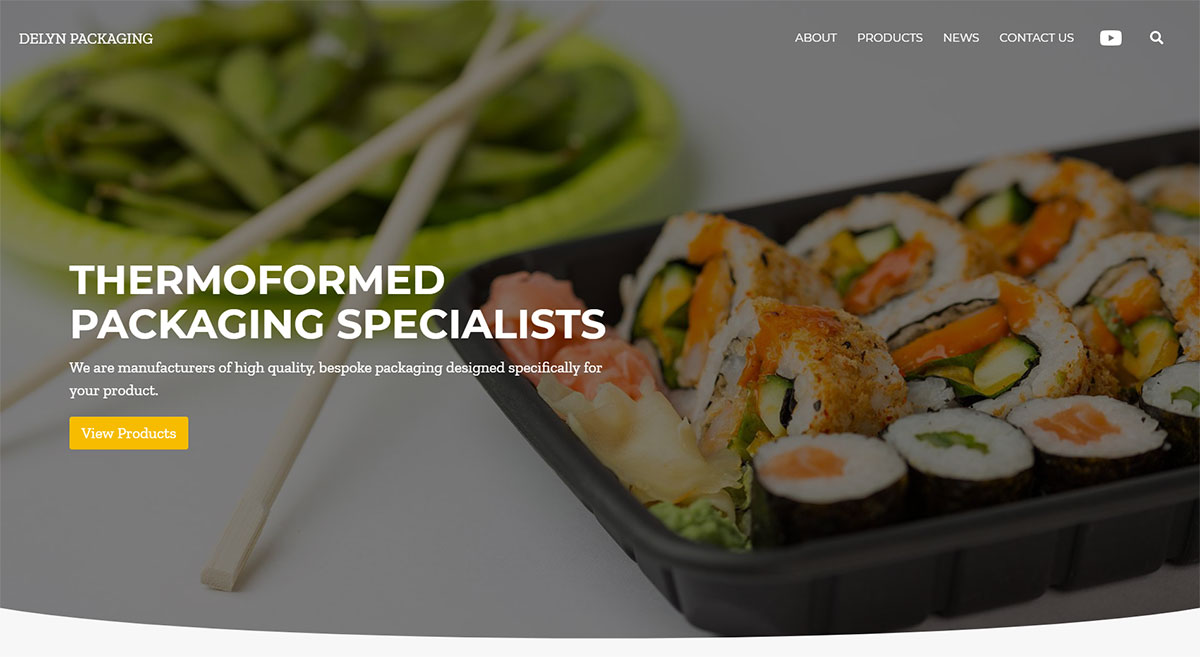 DELYN PACKAGING
ABOUT PRODUCTS NEWS CONTACT US
THERMOFORMED
PACKAGING SPECIALISTS
We are manufacturers of high quality, bespoke packaging designed specifically for
your product.
View Products